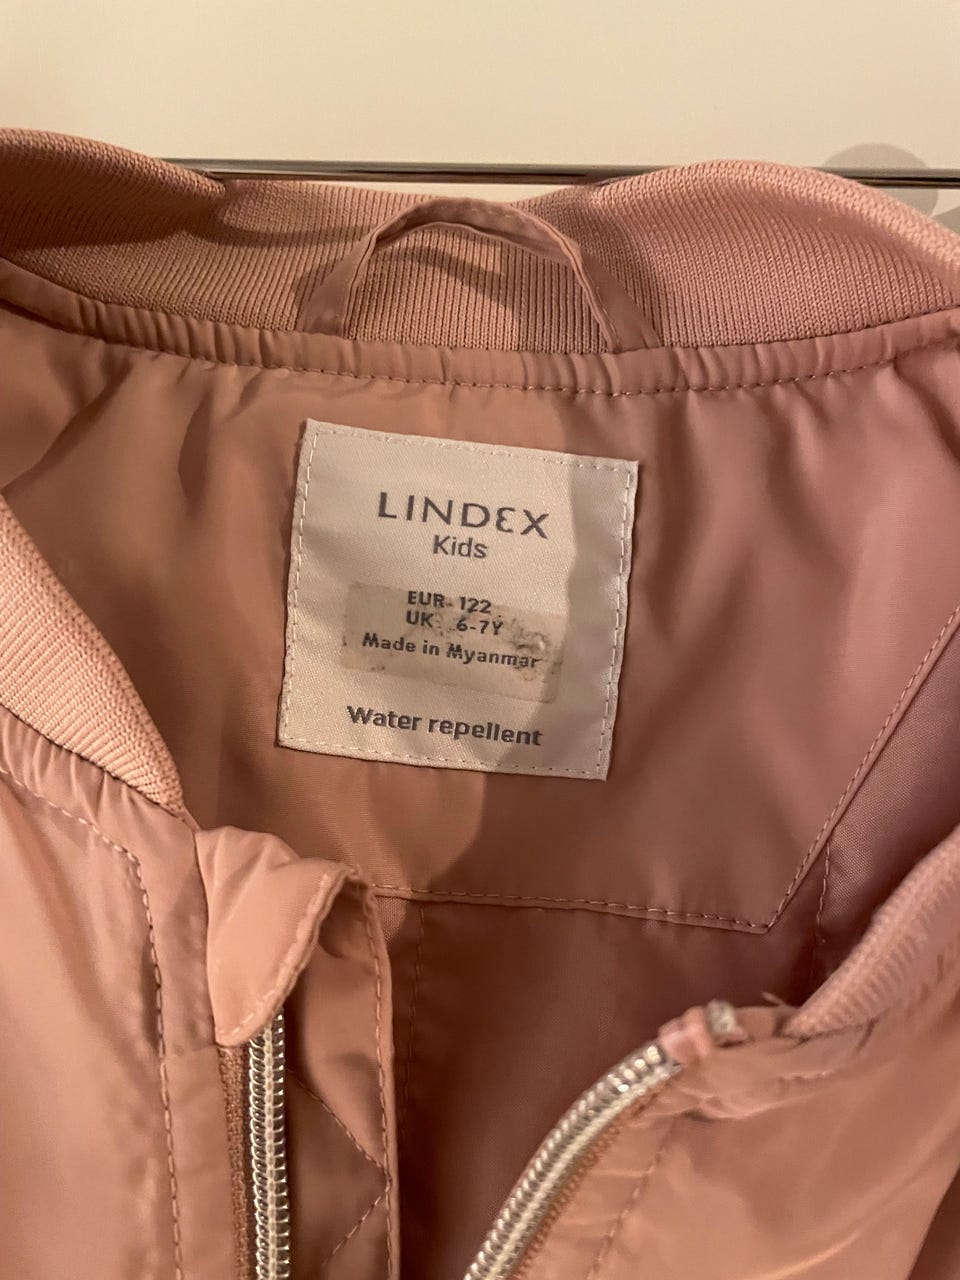 LINDEX
Kids
EUR 122
UK 6-7Y
Made in Myanmar
Water repellent